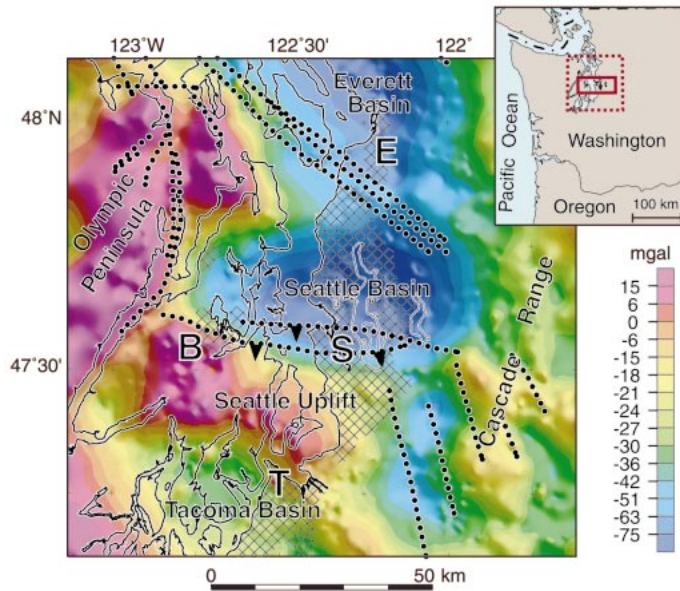 123°W
122°30'
122°
48°N
47°30'
Everett
Basin
E
Olympic
Peninsula
Seattle Basin
B
S
Seattle Uplift
T
Tacoma Basin
Cascade
Range
0
50 km
Pacific Ocean
Washington
Oregon
100 km
mgal
15
6
0
-6
-15
-18
-21
-24
-27
-30
-36
-42
-51
-63
-75